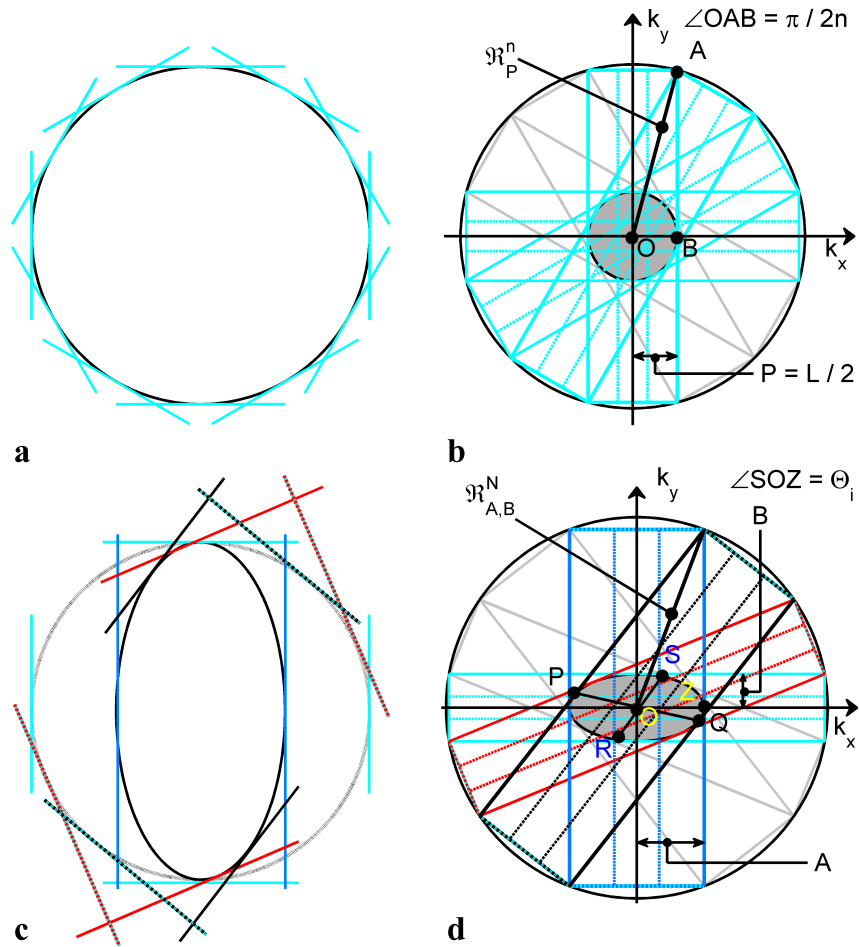 k_y
∠OAB = π / 2n
A
ℜ_P^n
O
B
k_x
P = L / 2
a
b
k_y
∠SOZ = Θ_i
ℜ_{A,B}^N
B
S
P
Z
O
Q
k_x
R
A
c
d